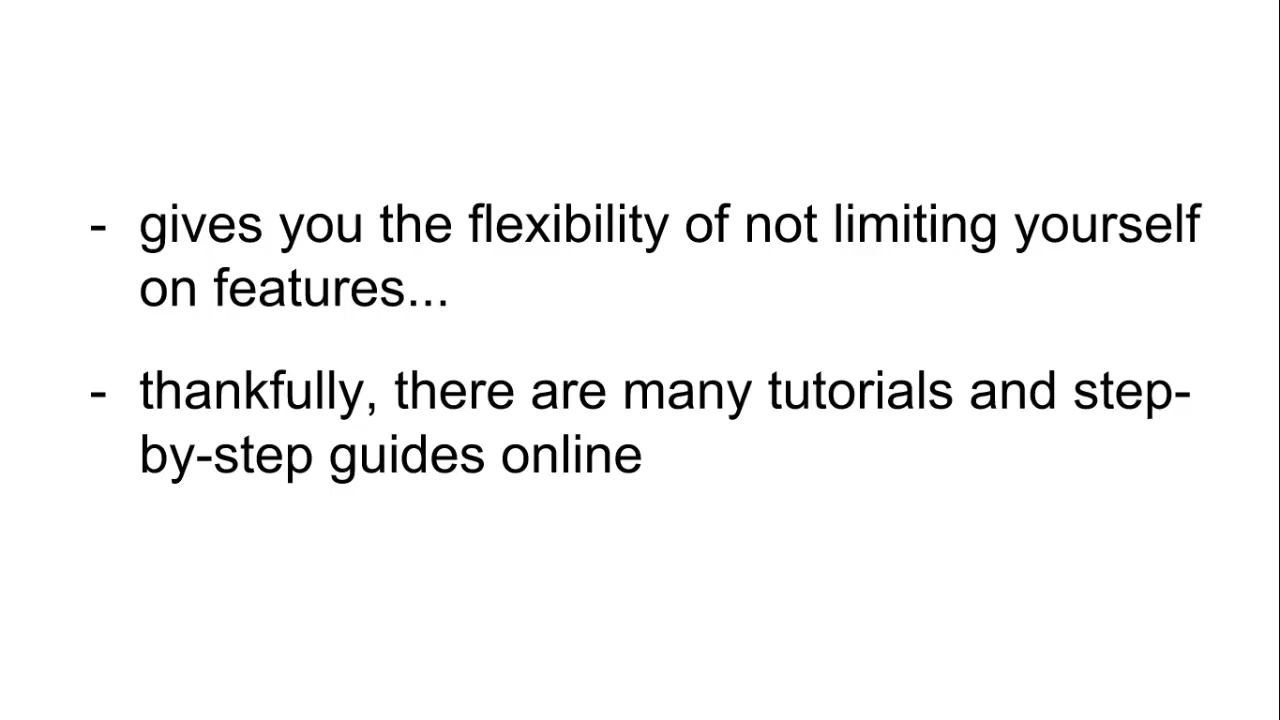 - gives you the flexibility of not limiting yourself
on features...
- thankfully, there are many tutorials and step-
by-step guides online